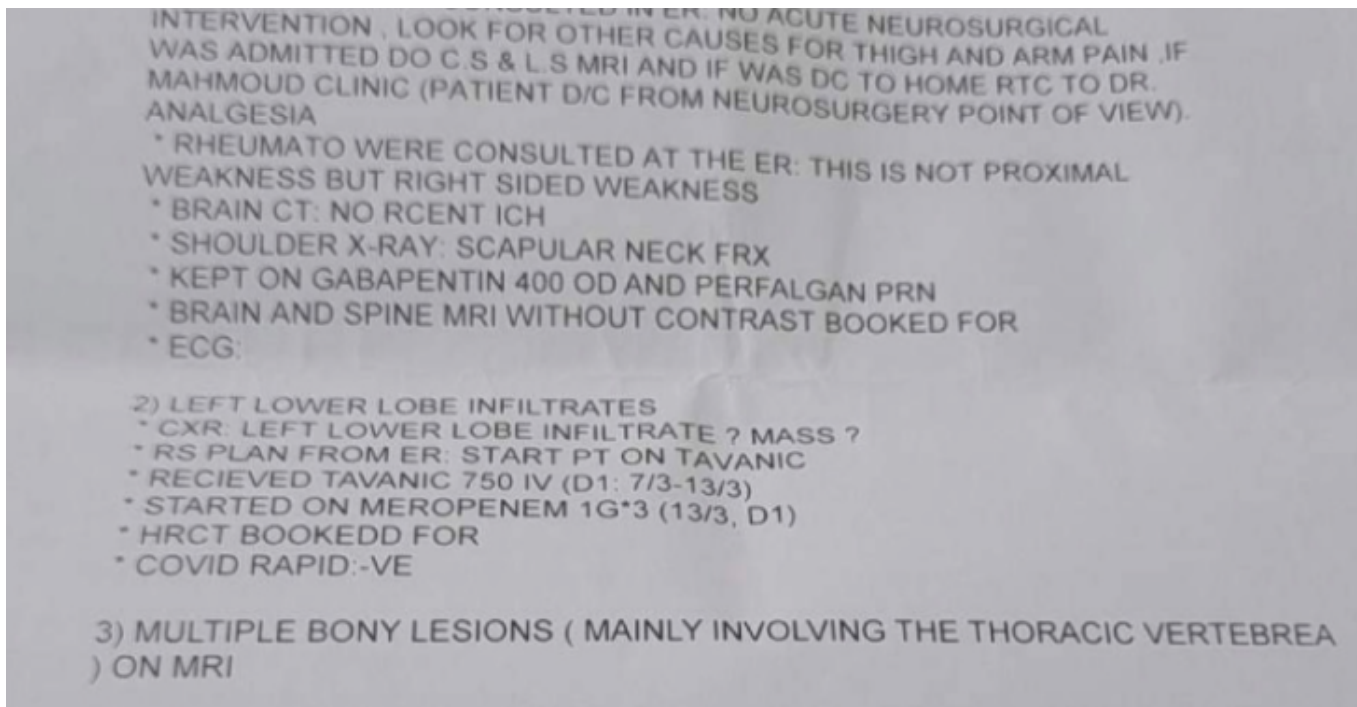 CONSULTED IN ER: NO ACUTE NEUROSURGICAL
INTERVENTION , LOOK FOR OTHER CAUSES FOR THIGH AND ARM PAIN ,IF
WAS ADMITTED DO C.S & L.S MRI AND IF WAS DC TO HOME RTC TO DR.
MAHMOUD CLINIC (PATIENT D/C FROM NEUROSURGERY POINT OF VIEW).
ANALGESIA
* RHEUMATO WERE CONSULTED AT THE ER: THIS IS NOT PROXIMAL
WEAKNESS BUT RIGHT SIDED WEAKNESS
* BRAIN CT: NO RCENT ICH
* SHOULDER X-RAY: SCAPULAR NECK FRX
* KEPT ON GABAPENTIN 400 OD AND PERFALGAN PRN
* BRAIN AND SPINE MRI WITHOUT CONTRAST BOOKED FOR
* ECG:
2) LEFT LOWER LOBE INFILTRATES
* CXR: LEFT LOWER LOBE INFILTRATE ? MASS ?
* RS PLAN FROM ER: START PT ON TAVANIC
* RECIEVED TAVANIC 750 IV (D1: 7/3-13/3)
* STARTED ON MEROPENEM 1G*3 (13/3, D1)
* HRCT BOOKEDD FOR
* COVID RAPID:-VE
3) MULTIPLE BONY LESIONS ( MAINLY INVOLVING THE THORACIC VERTEBREA
) ON MRI